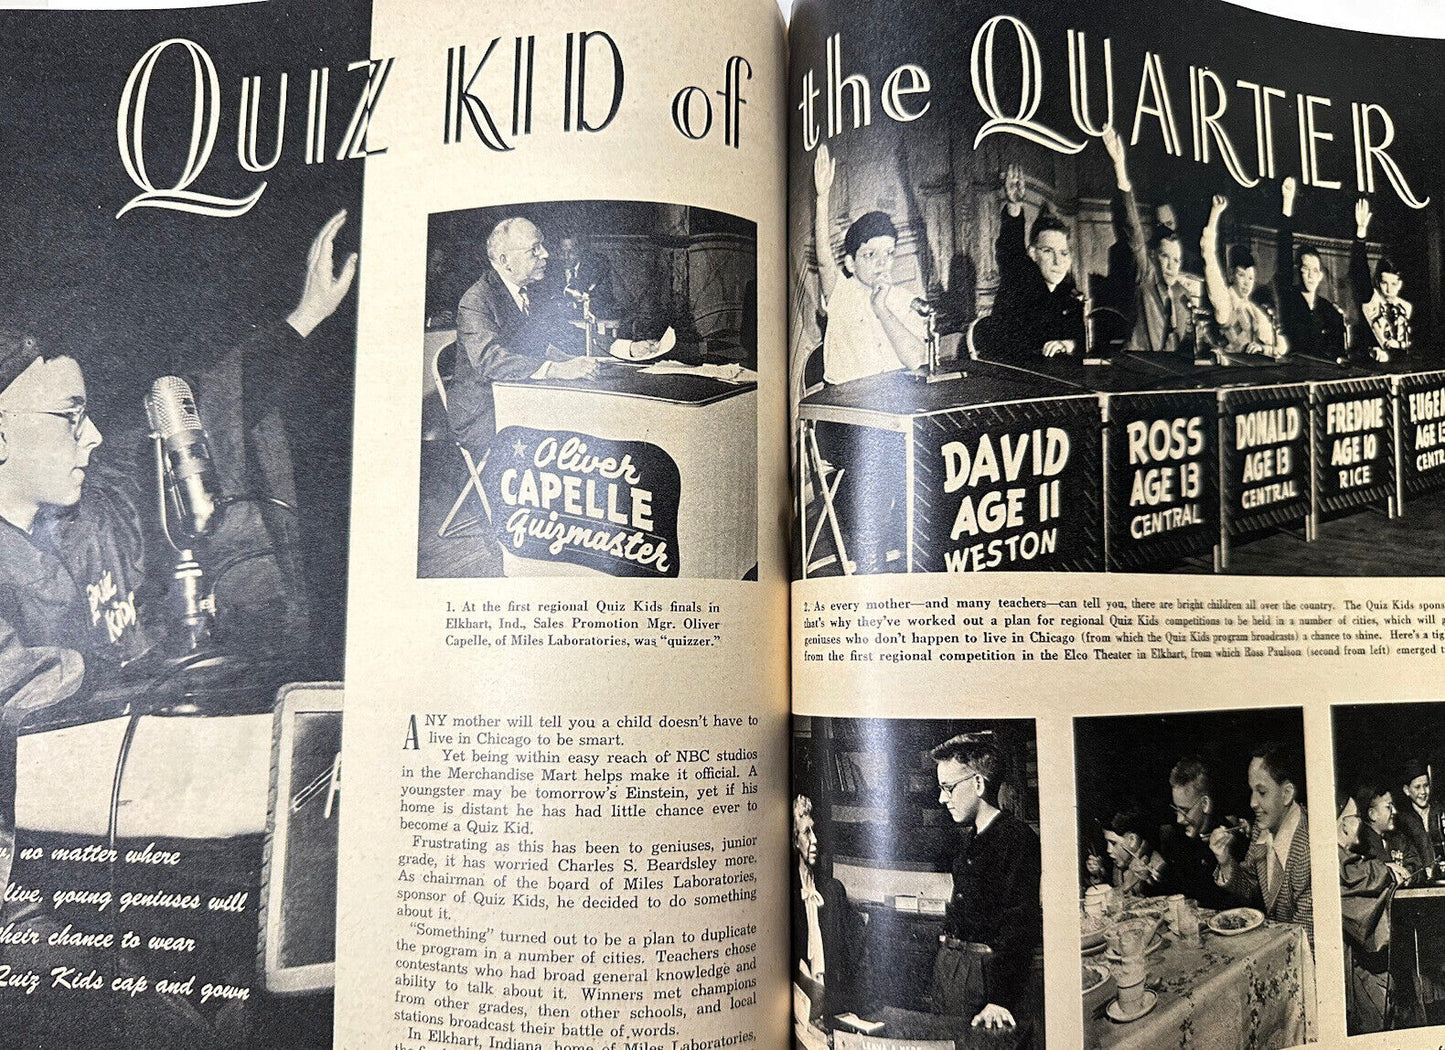 QUIZ KID of the QUARTER
QUIZ KIDS
no matter where
live, young geniuses will
their chance to wear
Quiz Kids cap and gown
Oliver
CAPELLE
Quizmaster
1. At the first regional Quiz Kids finals in
Elkhart, Ind., Sales Promotion Mgr. Oliver
Capelle, of Miles Laboratories, was "quizzer."
ANY mother will tell you a child doesn't have to
live in Chicago to be smart.
Yet being within easy reach of NBC studios
in the Merchandise Mart helps make it official. A
youngster may be tomorrow's Einstein, yet if his
home is distant he has had little chance ever to
become a Quiz Kid.
Frustrating as this has been to geniuses, junior
grade, it has worried Charles S. Beardsley more.
As chairman of the board of Miles Laboratories,
sponsor of Quiz Kids, he decided to do something
about it.
"Something" turned out to be a plan to duplicate
the program in a number of cities. Teachers chose
contestants who had broad general knowledge and
ability to talk about it. Winners met champions
from other grades, then other schools, and local
stations broadcast their battle of words.
In Elkhart, Indiana, home of Miles Laboratories,
DAVID
AGE 11
WESTON
ROSS
AGE 13
CENTRAL
DONALD
AGE 13
CENTRAL
FREDDIE
AGE 10
RICE
EUGE
AGE 1
CENT
2. As every mother—and many teachers—can tell you, there are bright children all over the country. The Quiz Kids spons
that's why they've worked out a plan for regional Quiz Kids competitions to be held in a number of cities, which will g
geniuses who don't happen to live in Chicago (from which the Quiz Kids program broadcasts) a chance to shine. Here's a tig
from the first regional competition in the Elco Theater in Elkhart, from which Ross Paulson (second from left) emerged t